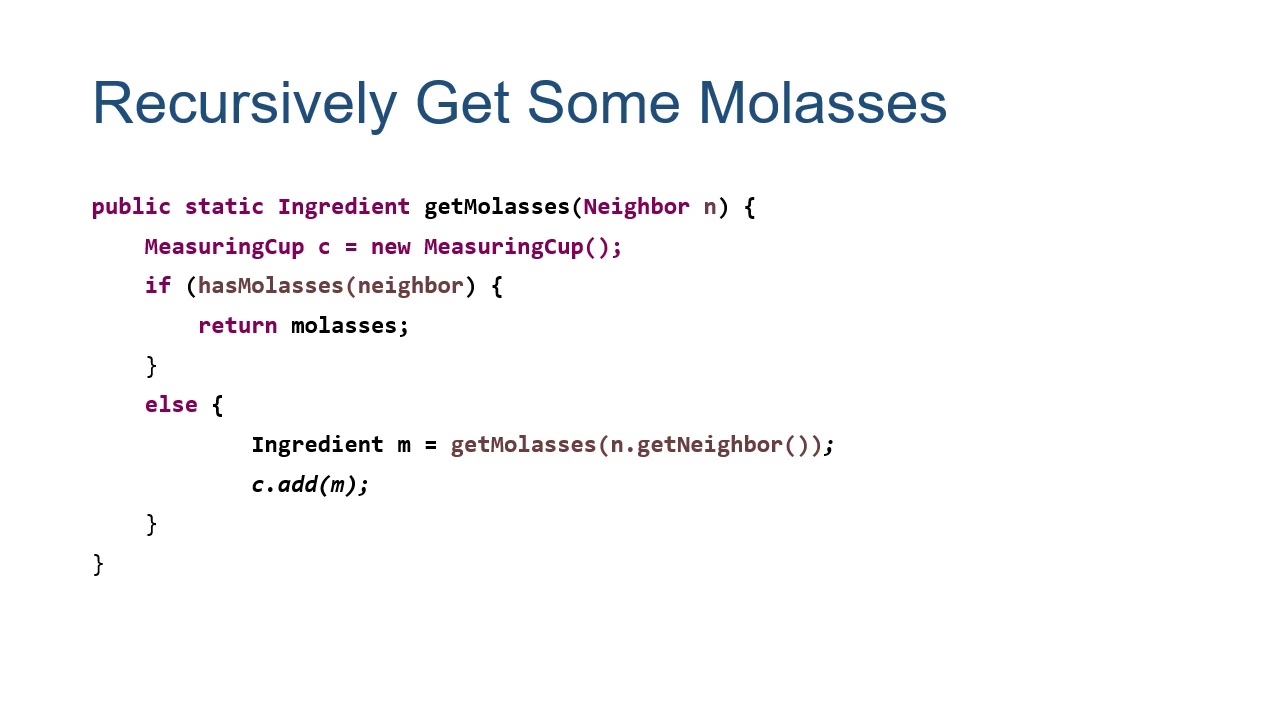 Recursively Get Some Molasses
public static Ingredient getMolasses(Neighbor n) {
    MeasuringCup c = new MeasuringCup();
    if (hasMolasses(neighbor) {
        return molasses;
    }
    else {
            Ingredient m = getMolasses(n.getNeighbor());
            c.add(m);
    }
}